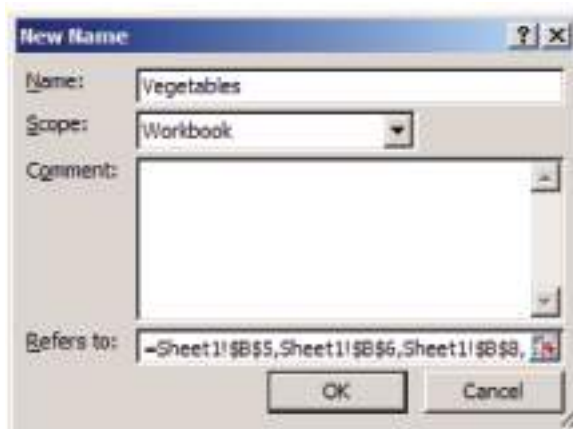 New Name
Name: Vegetables
Scope: Workbook
Comment:
Refers to: =Sheet1!$B$5,Sheet1!$B$6,Sheet1!$B$8,
OK Cancel